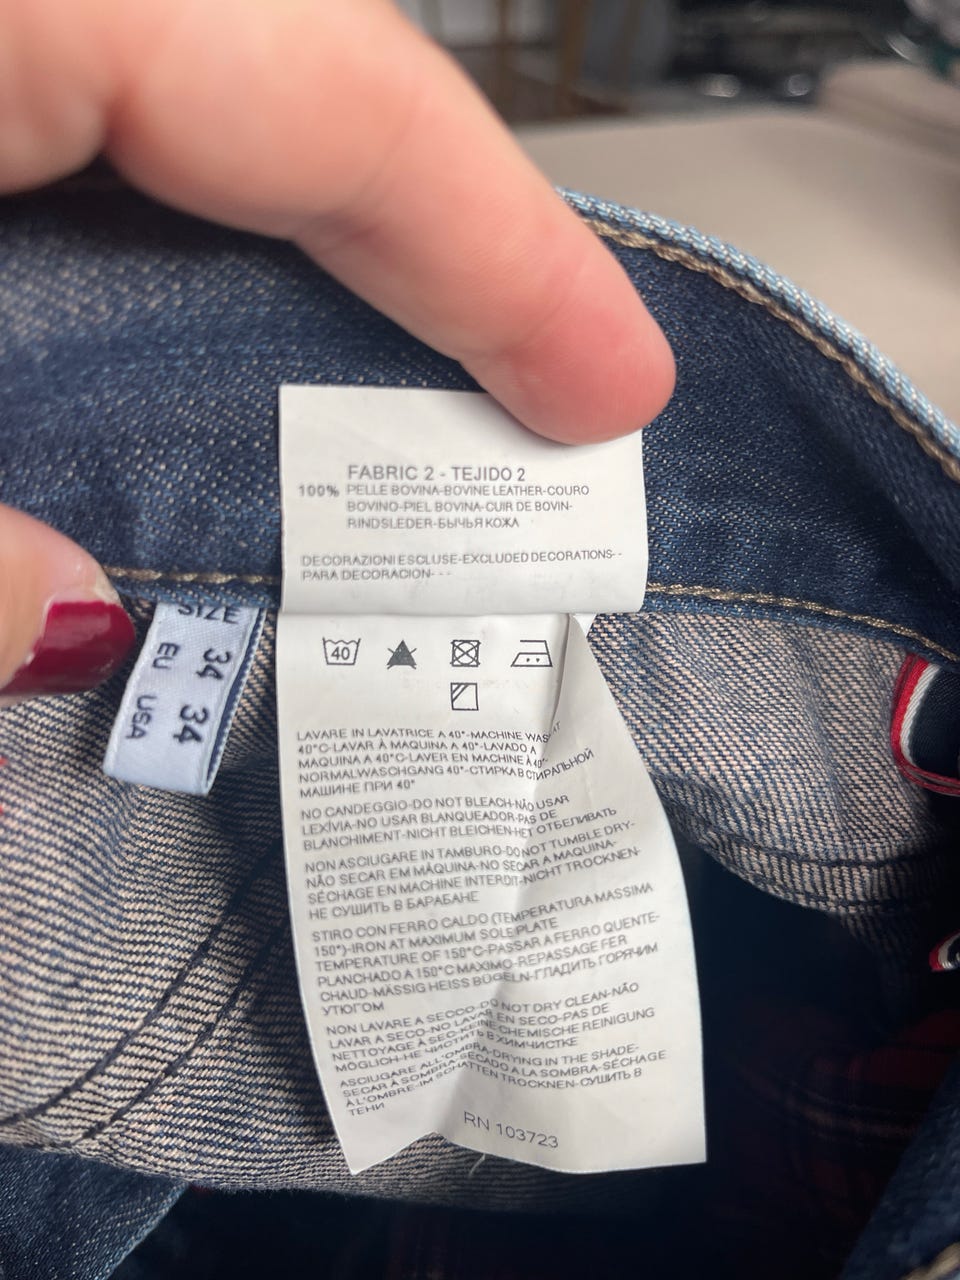 FABRIC 2 - TEJIDO 2
100% PELLE BOVINA-BOVINE LEATHER-COURO
BOVINO-PIEL BOVINA-CUIR DE BOVIN-
RINDSLEDER-БЫЧЬЯ КОЖА
DECORAZIONI ESCLUSE-EXCLUDED DECORATIONS--
PARA DECORACION---
SIZE
EU 34
USA 34
40
LAVARE IN LAVATRICE A 40°-MACHINE WAS
40°C-LAVAR À MAQUINA A 40°-LAVADO A
MAQUINA A 40°C-LAVER EN MACHINE À 40°-
NORMALWASCHGANG 40°-СТИРКА В СТИРАЛЬНОЙ
МАШИНЕ ПРИ 40°
NO CANDEGGIO-DO NOT BLEACH-NÃO USAR
LEXÍVIA-NO USAR BLANQUEADOR-PAS DE
BLANCHIMENT-NICHT BLEICHEN-НЕТ ОТБЕЛИВАТЬ
NON ASCIUGARE IN TAMBURO-DO NOT TUMBLE DRY-
NÃO SECAR EM MÁQUINA-NO SECAR A MAQUINA-
SÉCHAGE EN MACHINE INTERDIT-NICHT TROCKNEN-
НЕ СУШИТЬ В БАРАБАНЕ
STIRO CON FERRO CALDO (TEMPERATURA MASSIMA
150°)-IRON AT MAXIMUM SOLEPLATE
TEMPERATURE OF 150°C-PASSAR A FERRO QUENTE-
PLANCHADO A 150°C MAXIMO-REPASSAGE FER
CHAUD-MÄSSIG HEISS BÜGELN-ГЛАДИТЬ ГОРЯЧИМ
УТЮГОМ
NON LAVARE A SECCO-DO NOT DRY CLEAN-NÃO
LAVAR A SECO-NO LAVAR EN SECO-PAS DE
NETTOYAGE À SEC-KEINE CHEMISCHE REINIGUNG
MÖGLICH-НЕ ЧИСТИТЬ В ХИМЧИСТКЕ
ASCIUGARE ALL'OMBRA-DRYING IN THE SHADE-
SECAR À SOMBRA-SECADO A LA SOMBRA-SÉCHAGE
À L'OMBRE-IM SCHATTEN TROCKNEN-СУШИТЬ В
ТЕНИ
RN 103723